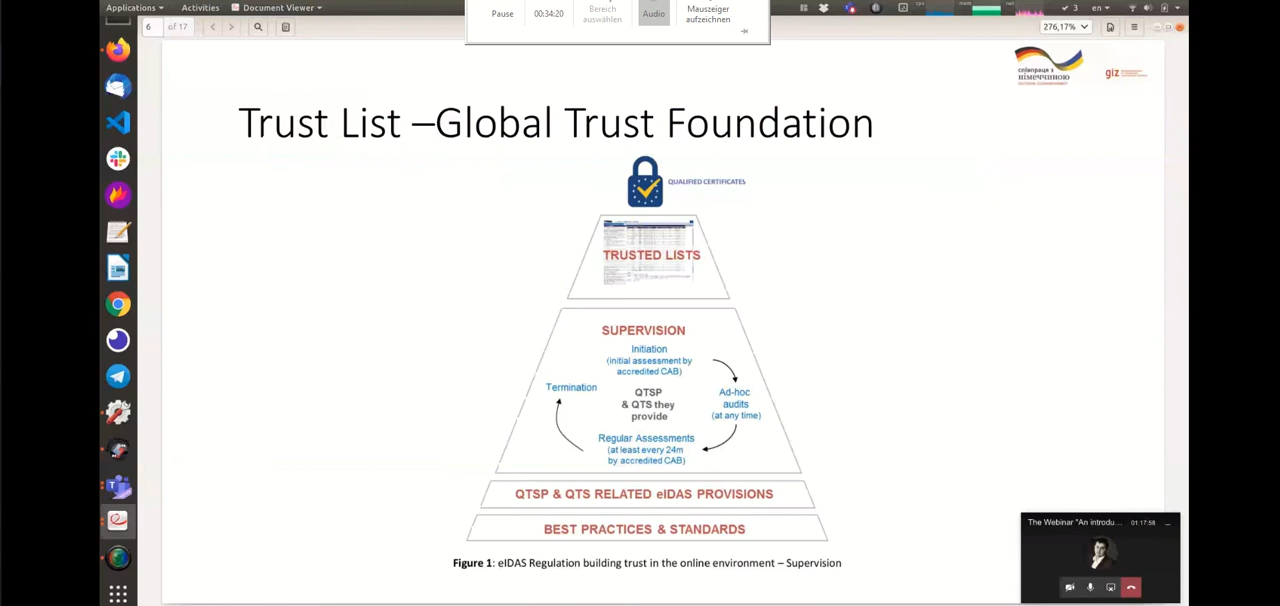 Applications
Activities
Document Viewer
3
en
Pause
00:34:20
Bereich
auswählen
Audio
Mauszeiger
aufzeichnen
6
of 17
276,17%
співпраця з
німеччиною
giz
Trust List –Global Trust Foundation
QUALIFIED CERTIFICATES
TRUSTED LISTS
SUPERVISION
Initiation
(initial assessment by
accredited CAB)
Termination
QTSP
& QTS they
provide
Ad-hoc
audits
(at any time)
Regular Assessments
(at least every 24m
by accredited CAB)
QTSP & QTS RELATED eIDAS PROVISIONS
BEST PRACTICES & STANDARDS
Figure 1: eIDAS Regulation building trust in the online environment – Supervision
The Webinar "An introdu...
01:17:58